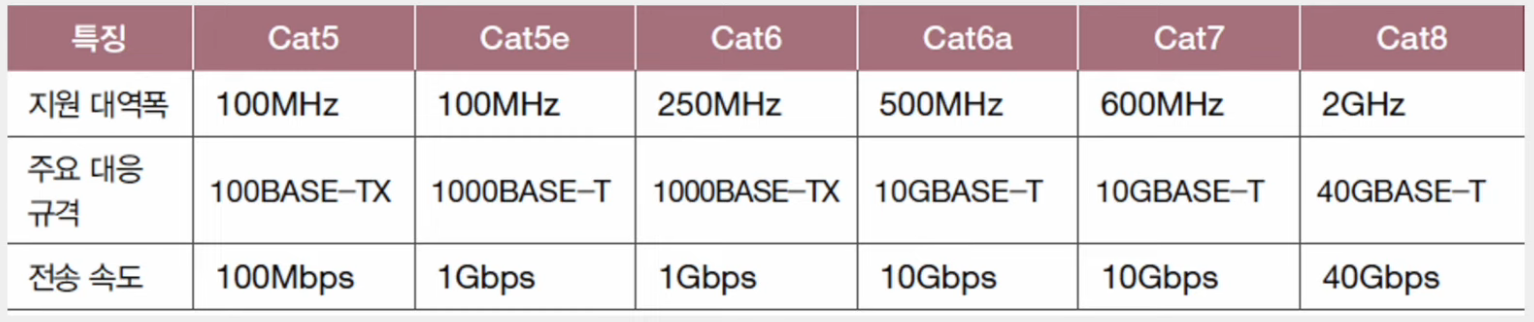 특징 Cat5 Cat5e Cat6 Cat6a Cat7 Cat8
지원 대역폭 100MHz 100MHz 250MHz 500MHz 600MHz 2GHz
주요 대응
규격 100BASE–TX 1000BASE–T 1000BASE–TX 10GBASE–T 10GBASE–T 40GBASE–T
전송 속도 100Mbps 1Gbps 1Gbps 10Gbps 10Gbps 40Gbps